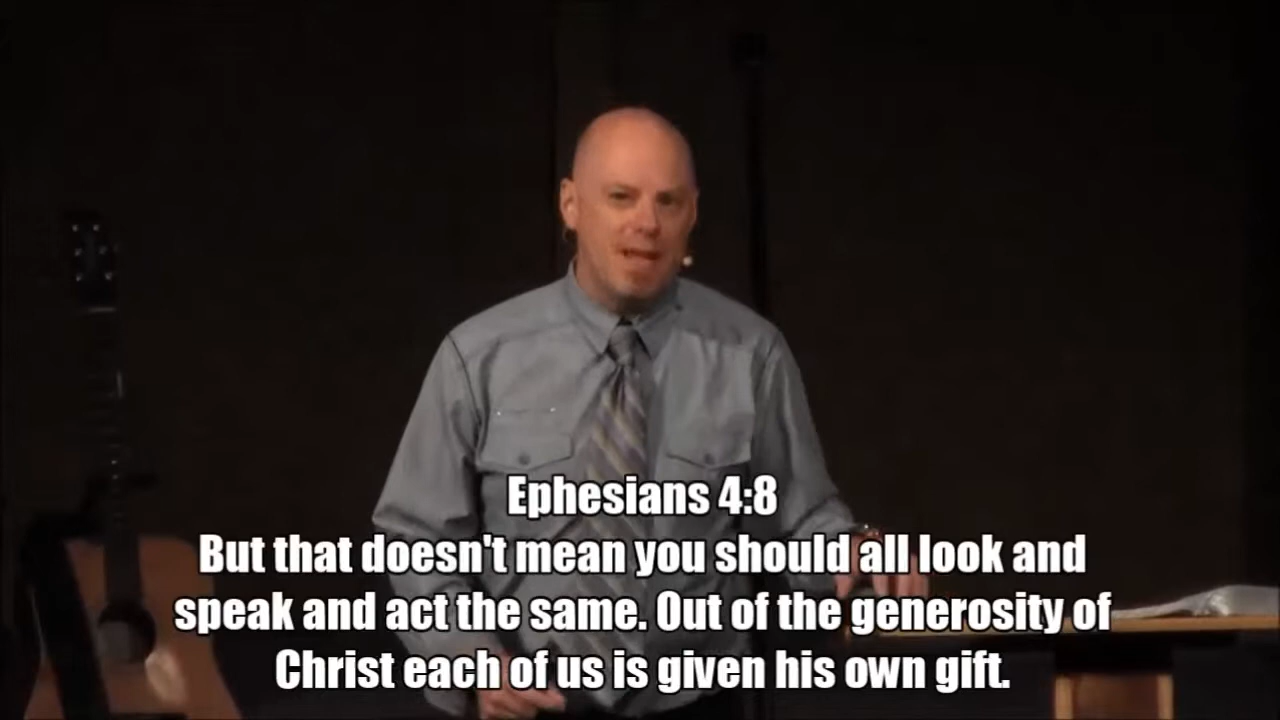 Ephesians 4:8
But that doesn't mean you should all look and
speak and act the same. Out of the generosity of
Christ each of us is given his own gift.